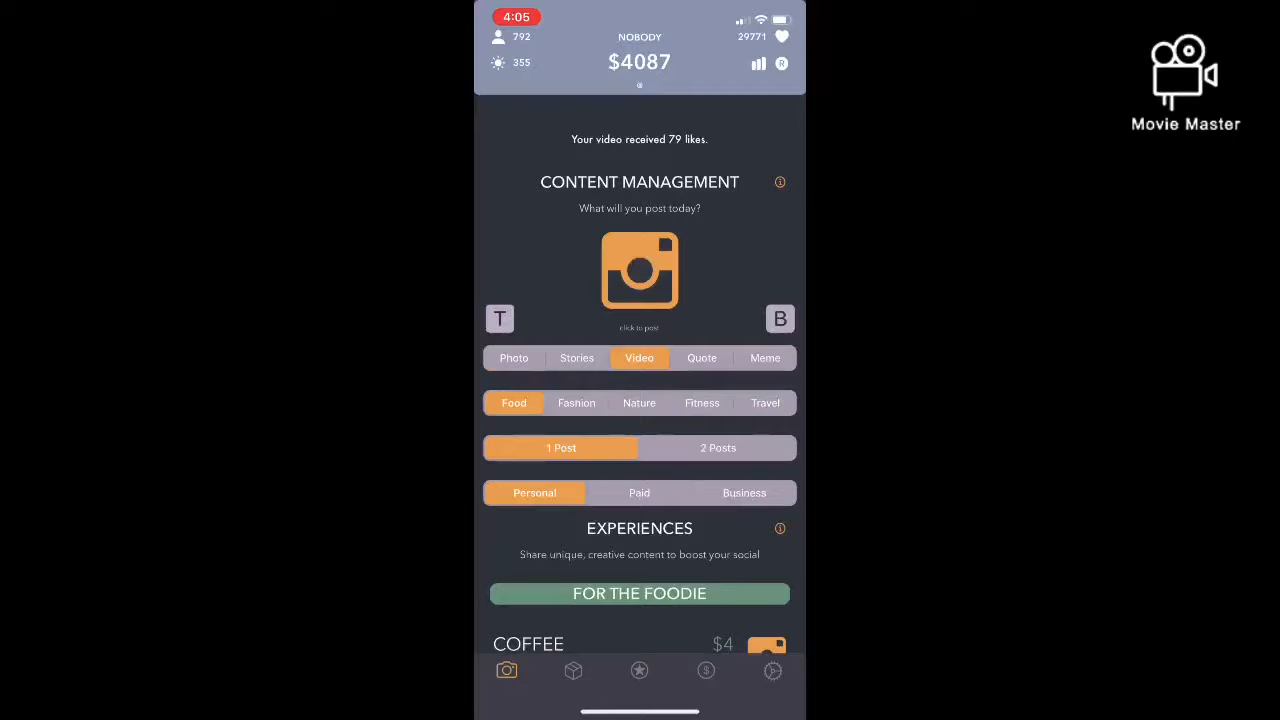 4:05
792 NOBODY 29771
355 $4087 R
Your video received 79 likes.
CONTENT MANAGEMENT
What will you post today?
T B
click to post
Photo Stories Video Quote Meme
Food Fashion Nature Fitness Travel
1 Post 2 Posts
Personal Paid Business
EXPERIENCES
Share unique, creative content to boost your social
FOR THE FOODIE
COFFEE $4
Movie Master